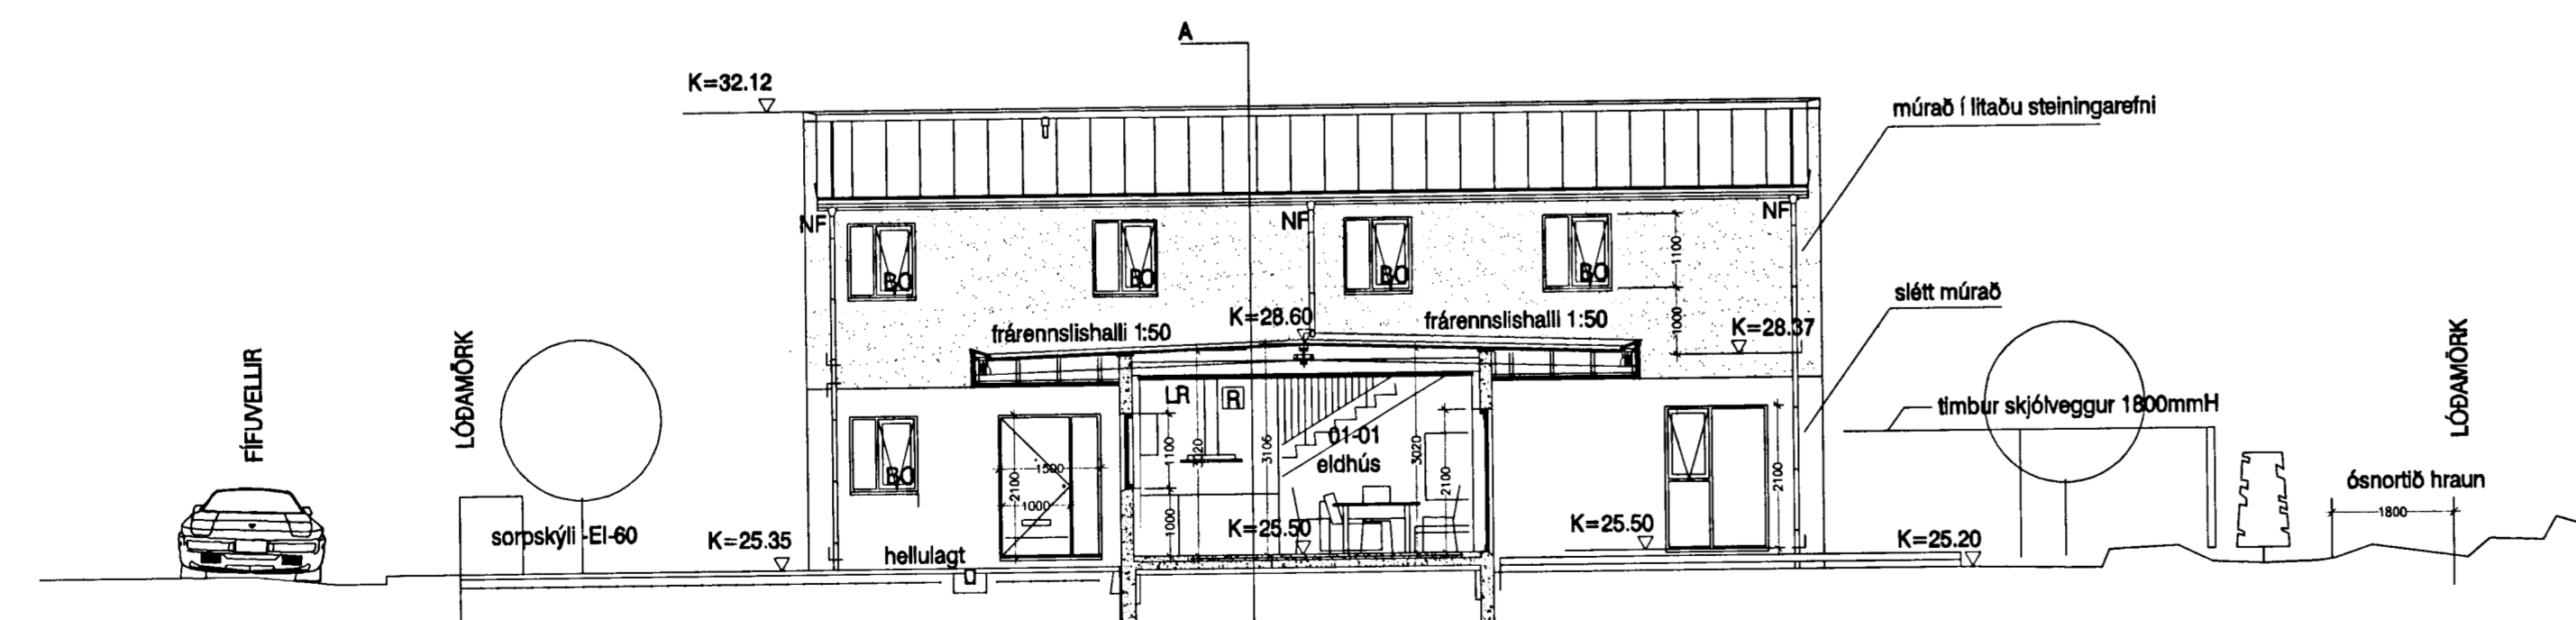 A
K=32.12
múrað í litaðu steiningarefni
NF
NF
NF
BO
BO
BO
BO
1100
1000
slétt múrað
K=28.60
frárennslishalli 1:50
frárennslishalli 1:50
K=28.37
FÍFUVELLIR
LÓÐAMÖRK
LÓÐAMÖRK
timbur skjólveggur 1800mmH
LR
R
01-01
eldhús
BO
1500
2100
1000
1100
3020
3106
3020
2100
2100
1000
ósnortið hraun
1800
sorpskýli -EI-60
K=25.35
hellulagt
K=25.50
K=25.50
K=25.20